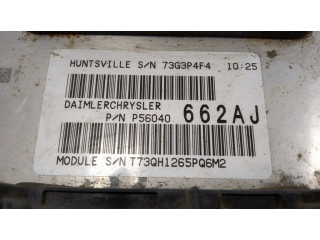 HUNTSVILLE S/N 73G3P4F4 10:25
DAIMLERCHRYSLER
P/N P56040 662AJ
MODULE S/N T73QH1265PQ6M2